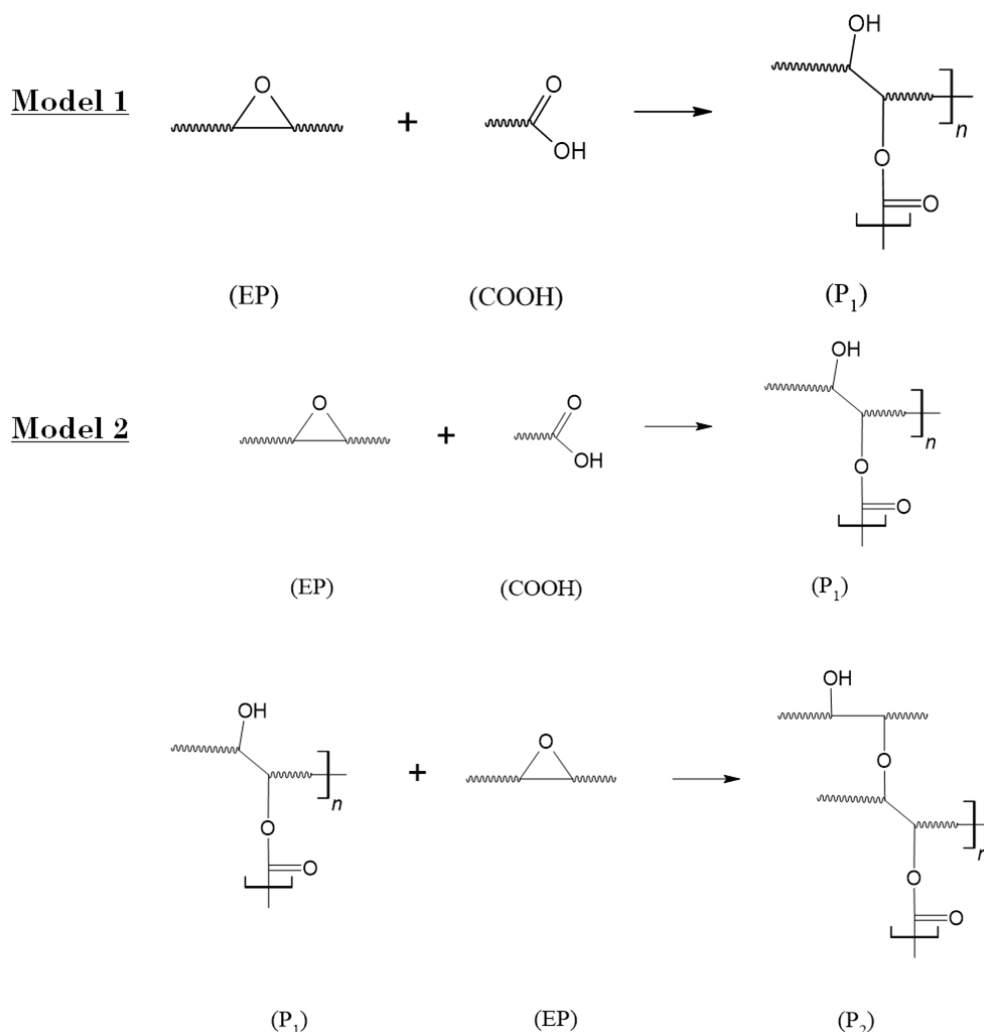 OH
O
O
Model 1
+
OH
n
O
O
(EP) (COOH) (P1)
OH
O
O
Model 2
+
OH
n
O
O
(EP) (COOH) (P1)
OH
OH
O
+
O
n
O
O
n
O
O
(P1) (EP) (P2)